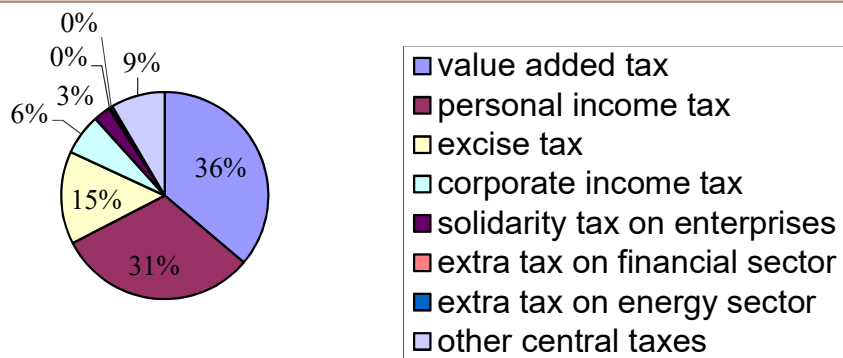 0%
0%
9%
3%
6%
36%
15%
31%
value added tax
personal income tax
excise tax
corporate income tax
solidarity tax on enterprises
extra tax on financial sector
extra tax on energy sector
other central taxes